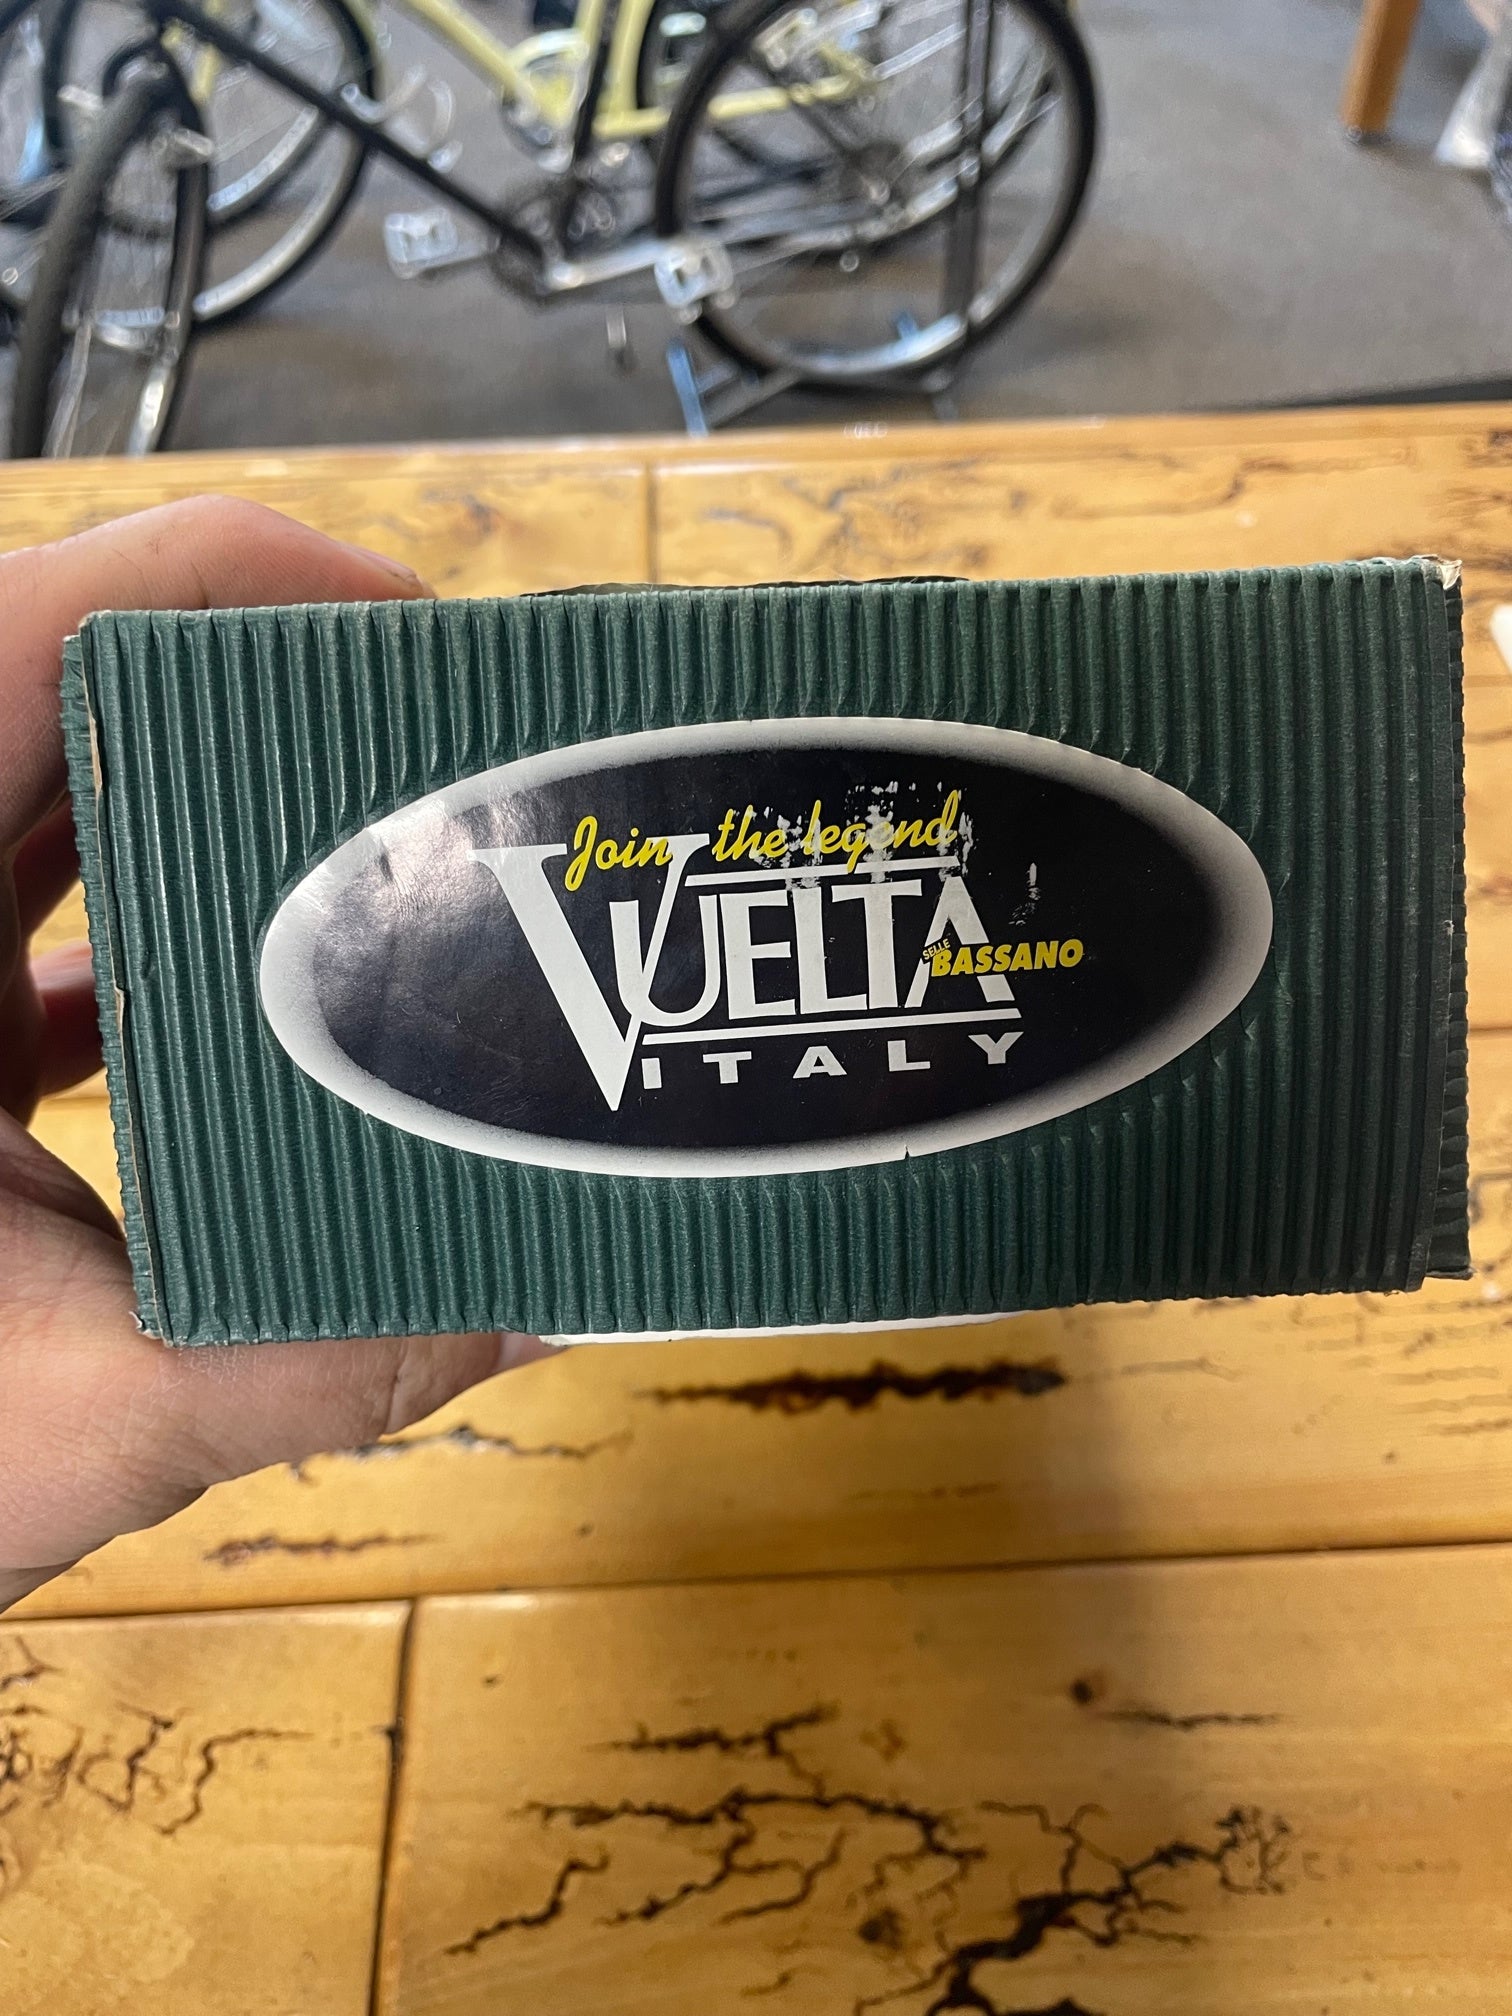 Join the legend
VUELTA
SELLE
BASSANO
ITALY